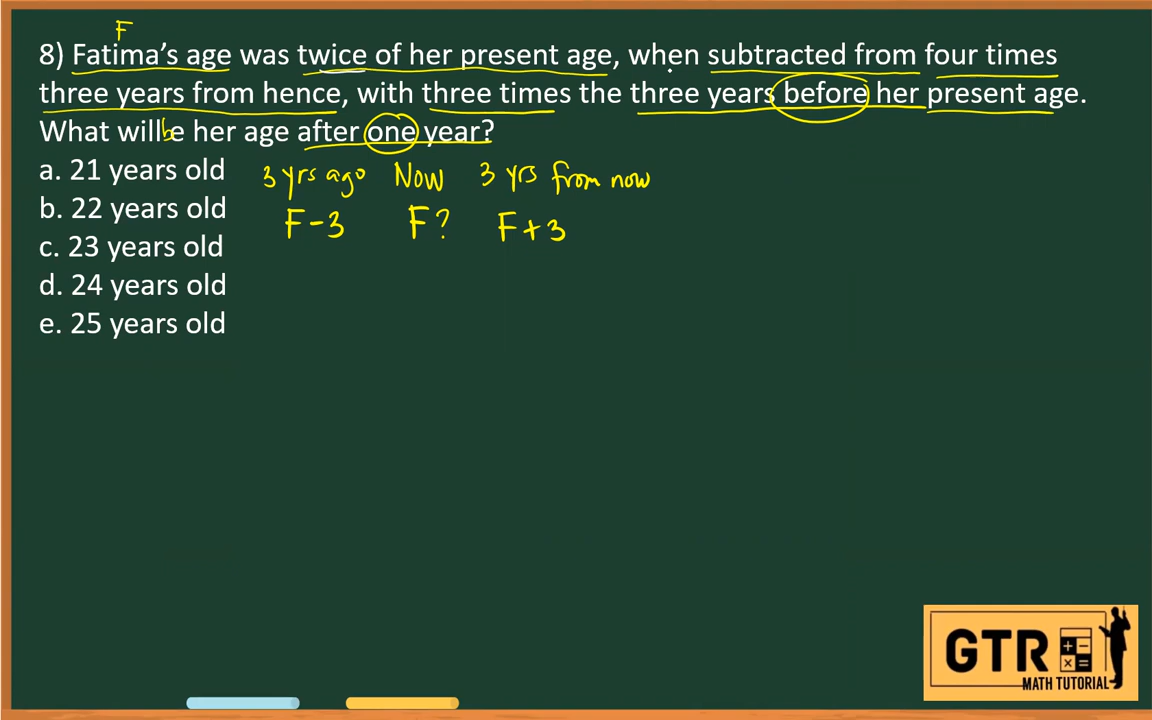 F
8) Fatima's age was twice of her present age, when subtracted from four times
three years from hence, with three times the three years before her present age.
What will be her age after one year?
a. 21 years old
b. 22 years old
c. 23 years old
d. 24 years old
e. 25 years old
3 yrs ago Now 3 yrs from now
F-3 F? F+3
GTR
MATH TUTORIAL